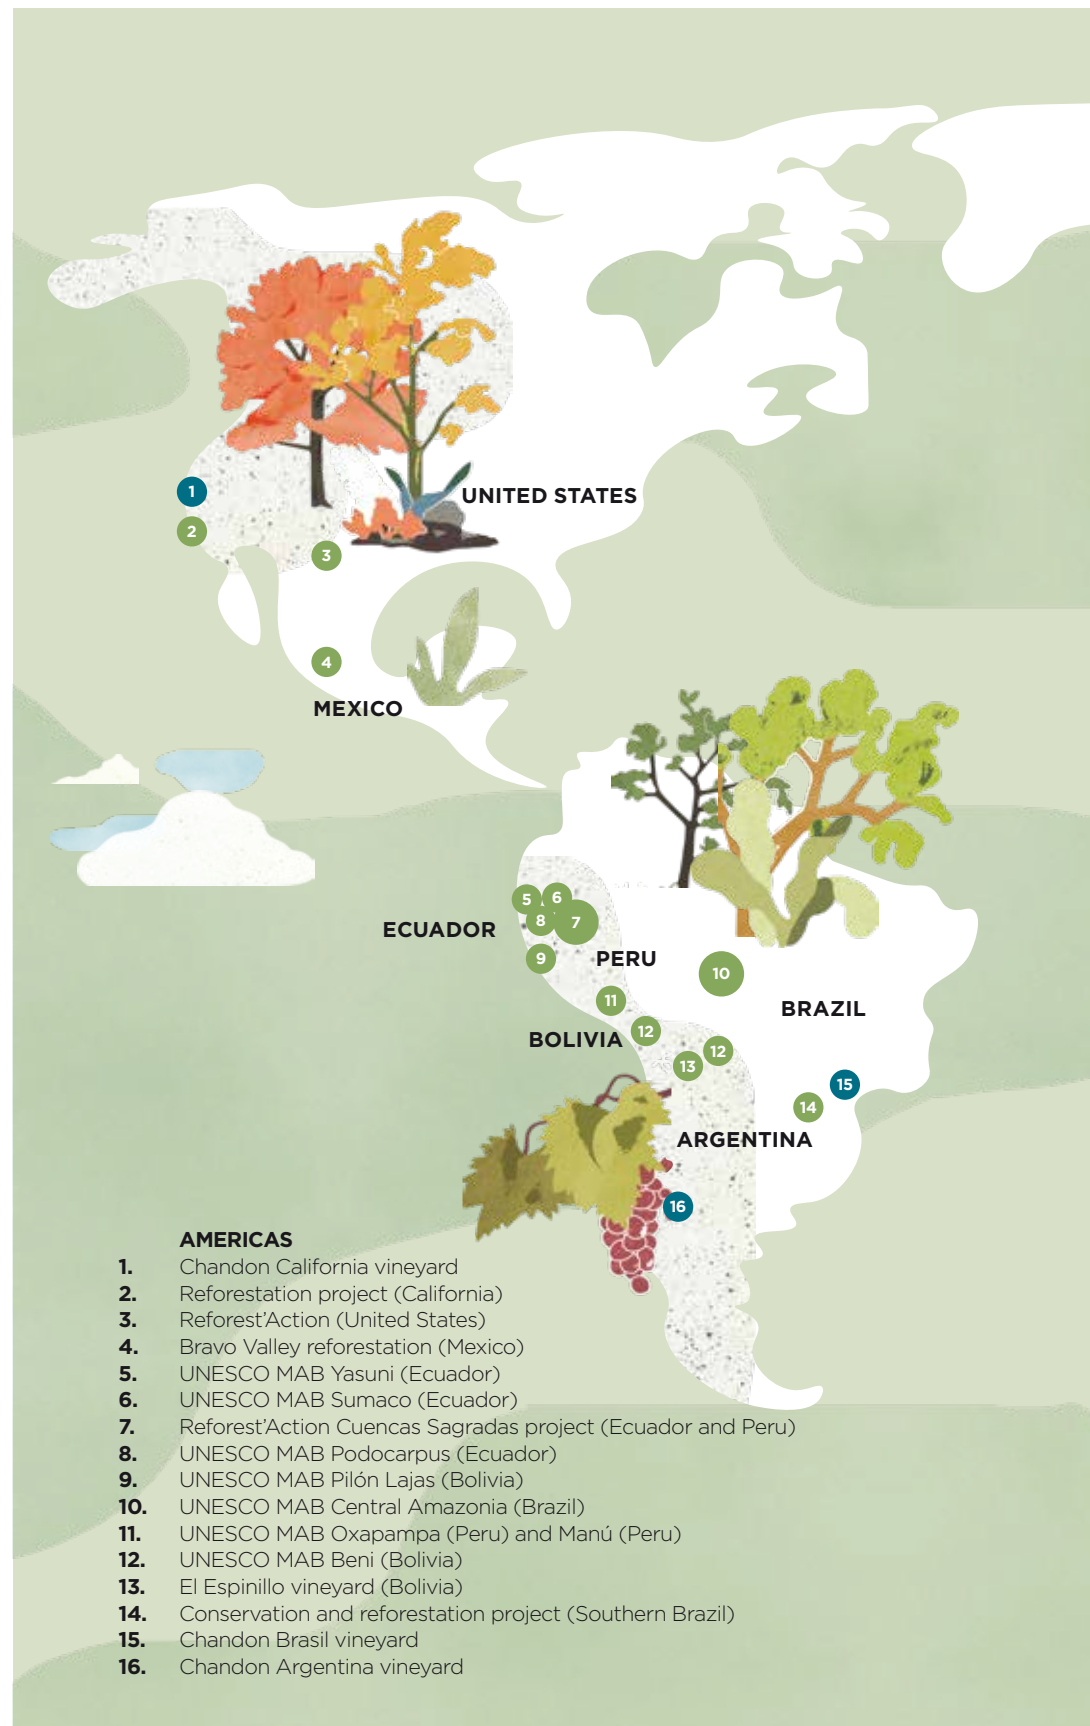 1
UNITED STATES
2
3
4
MEXICO
5
6
8
7
ECUADOR
9
PERU
10
11
BRAZIL
12
BOLIVIA
12
13
15
14
ARGENTINA
16
AMERICAS
1. Chandon California vineyard
2. Reforestation project (California)
3. Reforest'Action (United States)
4. Bravo Valley reforestation (Mexico)
5. UNESCO MAB Yasuni (Ecuador)
6. UNESCO MAB Sumaco (Ecuador)
7. Reforest'Action Cuencas Sagradas project (Ecuador and Peru)
8. UNESCO MAB Podocarpus (Ecuador)
9. UNESCO MAB Pilón Lajas (Bolivia)
10. UNESCO MAB Central Amazonia (Brazil)
11. UNESCO MAB Oxapampa (Peru) and Manú (Peru)
12. UNESCO MAB Beni (Bolivia)
13. El Espinillo vineyard (Bolivia)
14. Conservation and reforestation project (Southern Brazil)
15. Chandon Brasil vineyard
16. Chandon Argentina vineyard